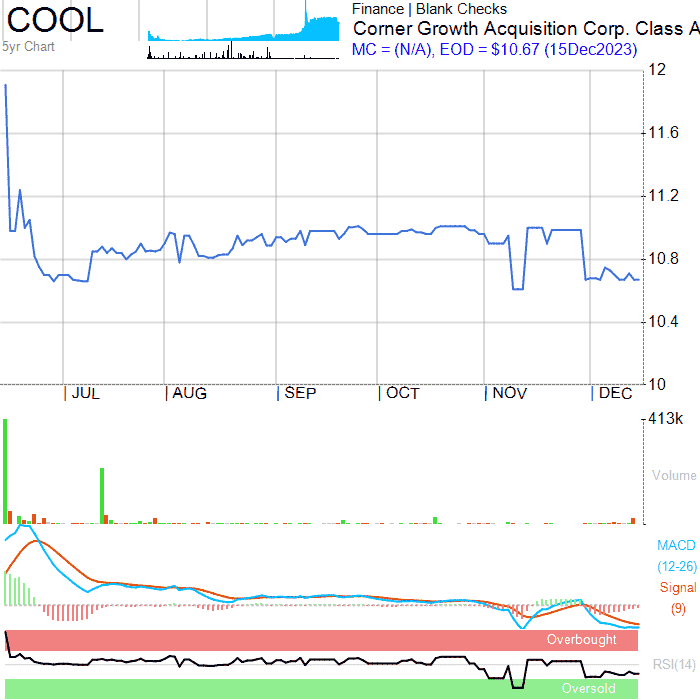 COOL
5yr Chart
Finance | Blank Checks
Corner Growth Acquisition Corp. Class A
MC = (N/A), EOD = $10.67 (15Dec2023)
12
11.6
11.2
10.8
10.4
10
JUL
AUG
SEP
OCT
NOV
DEC
413k
Volume
MACD
(12-26)
Signal
(9)
Overbought
RSI(14)
Oversold